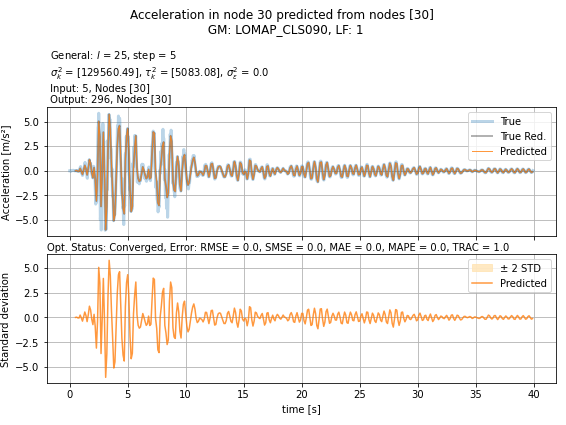 Acceleration in node 30 predicted from nodes [30]
GM: LOMAP_CLS090, LF: 1
General: l = 25, step = 5
σ²ₖ = [129560.49], τ²ₖ = [5083.08], σ²ε = 0.0
Input: 5, Nodes [30]
Output: 296, Nodes [30]
Acceleration [m/s²]
5.0
2.5
0.0
−2.5
−5.0
True
True Red.
Predicted
Opt. Status: Converged, Error: RMSE = 0.0, SMSE = 0.0, MAE = 0.0, MAPE = 0.0, TRAC = 1.0
Standard deviation
5.0
2.5
0.0
−2.5
−5.0
± 2 STD
Predicted
0 5 10 15 20 25 30 35 40
time [s]